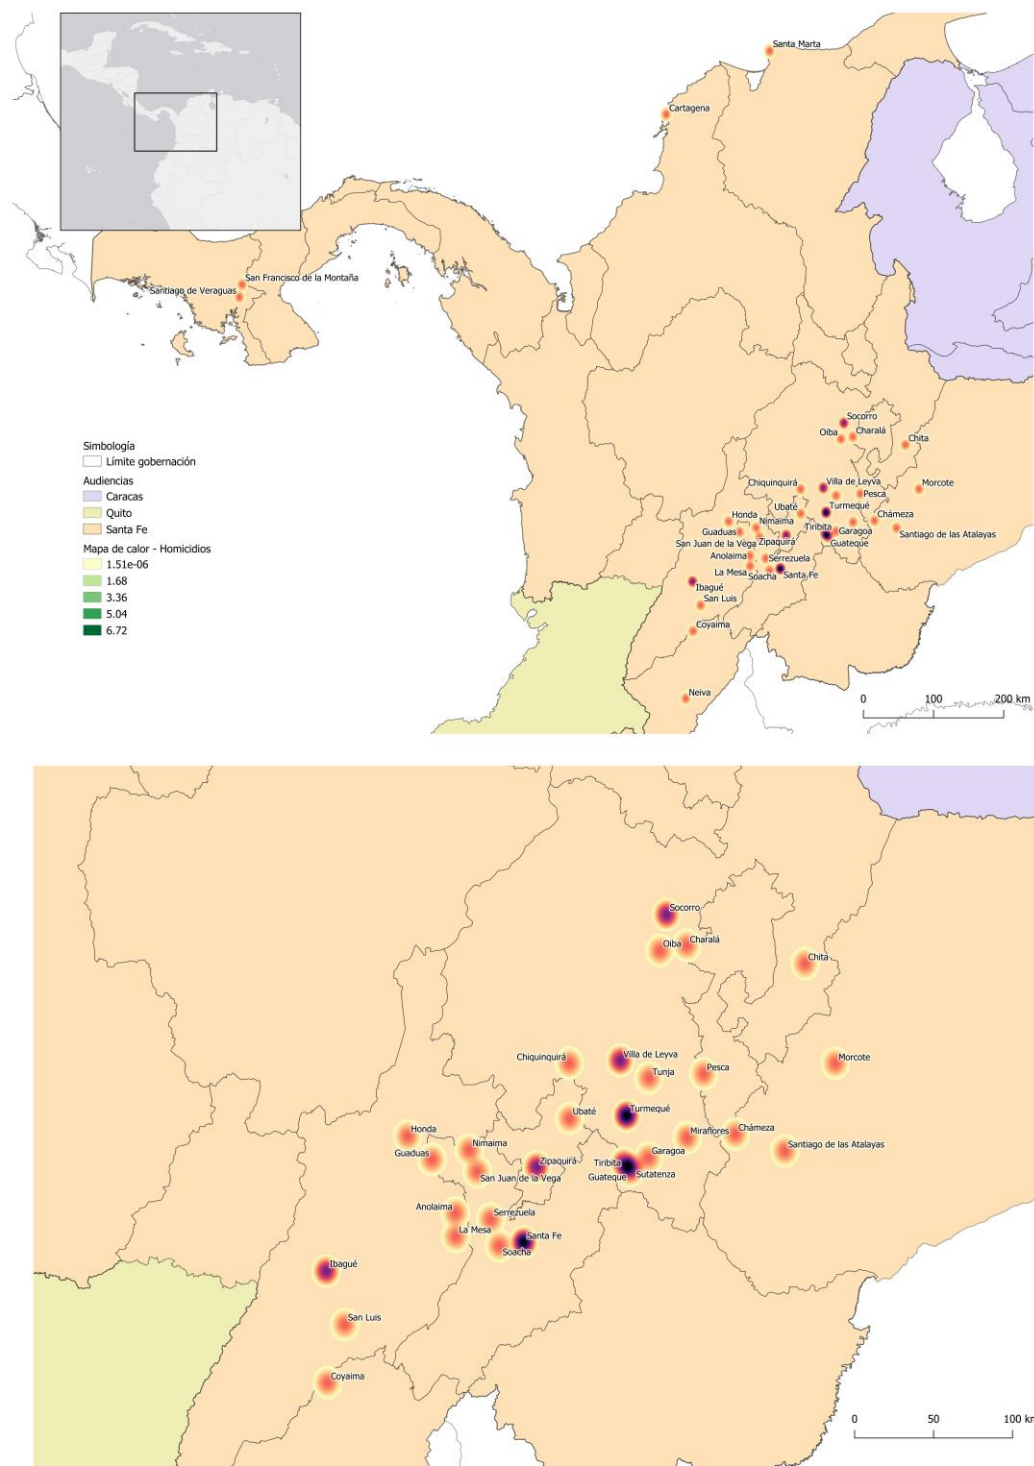 Santa Marta
Cartagena
San Francisco de la Montaña
Santiago de Veraguas
Simbología
Límite gobernación
Audiencias
Caracas
Quito
Santa Fe
Mapa de calor - Homicidios
1.51e-06
1.68
3.36
5.04
6.72
Socorro
Oiba
Charalá
Chita
Chiquinquirá
Villa de Leyva
Pesca
Morcote
Ubaté
Turmequé
Honda
Nimaima
Tiribita
Chámeza
Guaduas
Zipaquirá
Garagoa
Santiago de las Atalayas
San Juan de la Vega
Guateque
Anolaima
Serrezuela
La Mesa
Soacha
Santa Fe
Ibagué
San Luis
Coyaima
Neiva
0 100 200 km
Socorro
Oiba
Charalá
Chita
Chiquinquirá
Villa de Leyva
Tunja
Pesca
Morcote
Ubaté
Turmequé
Honda
Nimaima
Miraflores
Chámeza
Santiago de las Atalayas
Guaduas
San Juan de la Vega
Zipaquirá
Tiribita
Garagoa
Guateque
Sutatenza
Anolaima
Serrezuela
La Mesa
Soacha
Santa Fe
Ibagué
San Luis
Coyaima
0 50 100 km